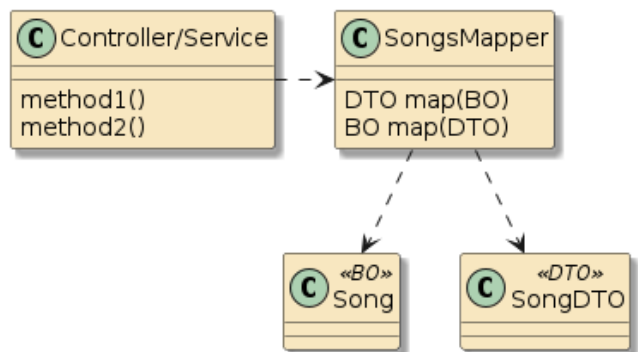 C Controller/Service
method1()
method2()
C SongsMapper
DTO map(BO)
BO map(DTO)
C «BO»
Song
C «DTO»
SongDTO